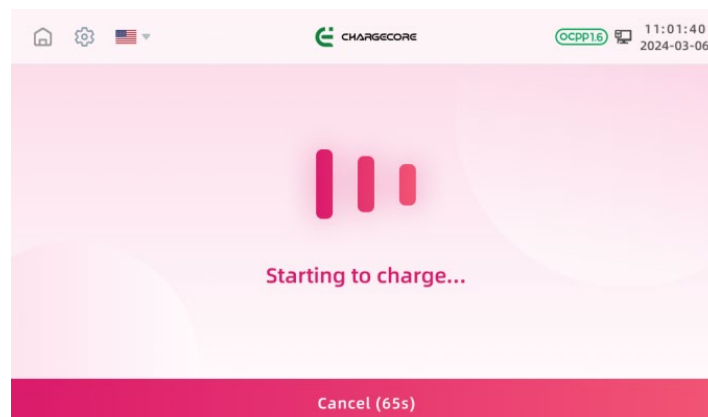 CHARGECORE
OCPP1.6
11:01:40
2024-03-06
Starting to charge...
Cancel (65s)